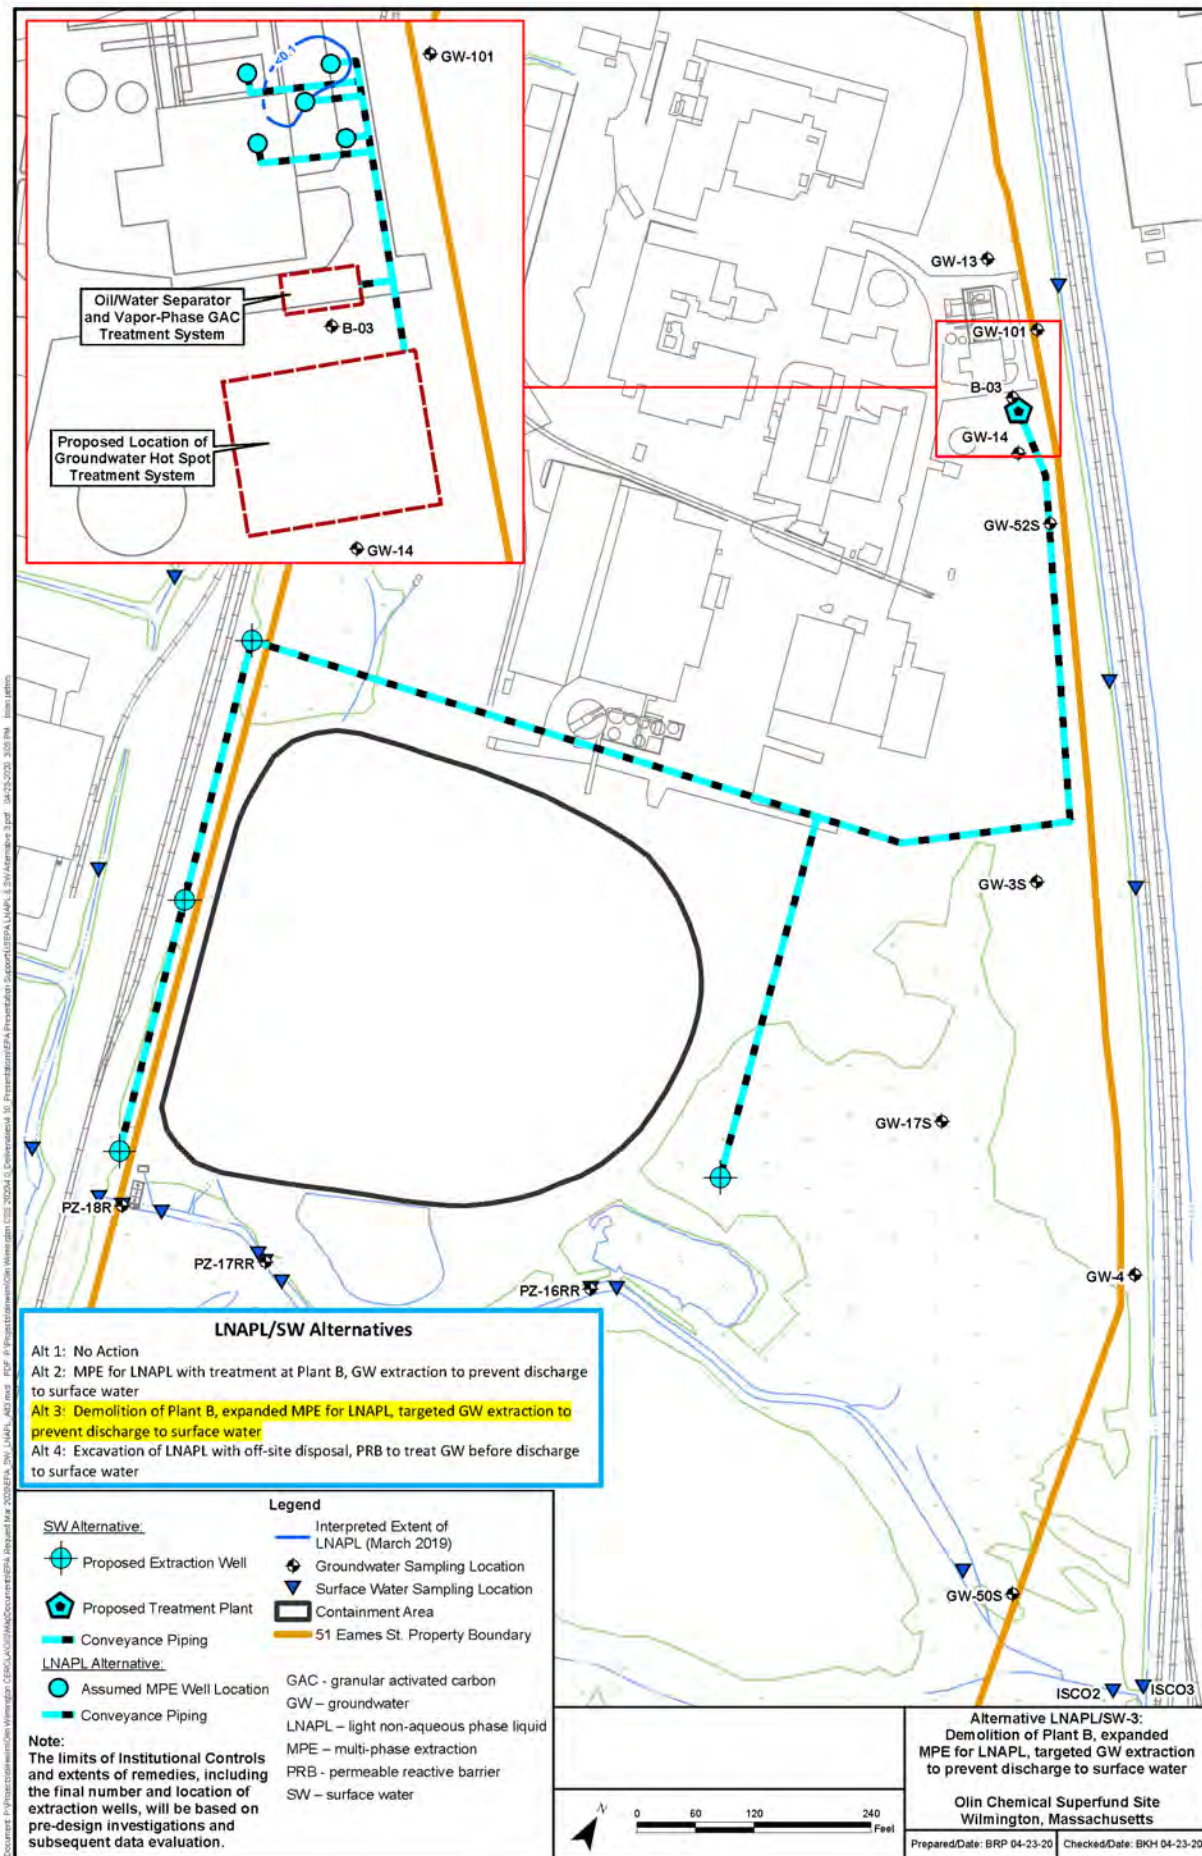 <0.1
GW-101
Oil/Water Separator
and Vapor-Phase GAC
Treatment System
B-03
Proposed Location of
Groundwater Hot Spot
Treatment System
GW-14
GW-13
GW-101
B-03
GW-14
GW-52S
GW-3S
GW-17S
PZ-18R
PZ-17RR
PZ-16RR
GW-4
GW-50S
ISCO2
ISCO3
LNAPL/SW Alternatives
Alt 1: No Action
Alt 2: MPE for LNAPL with treatment at Plant B, GW extraction to prevent discharge
to surface water
Alt 3: Demolition of Plant B, expanded MPE for LNAPL, targeted GW extraction to
prevent discharge to surface water
Alt 4: Excavation of LNAPL with off-site disposal, PRB to treat GW before discharge
to surface water
Legend
SW Alternative:
Proposed Extraction Well
Proposed Treatment Plant
Conveyance Piping
LNAPL Alternative:
Assumed MPE Well Location
Conveyance Piping
Interpreted Extent of
LNAPL (March 2019)
Groundwater Sampling Location
Surface Water Sampling Location
Containment Area
51 Eames St. Property Boundary
GAC - granular activated carbon
GW – groundwater
LNAPL – light non-aqueous phase liquid
MPE – multi-phase extraction
PRB - permeable reactive barrier
SW – surface water
Note:
The limits of Institutional Controls
and extents of remedies, including
the final number and location of
extraction wells, will be based on
pre-design investigations and
subsequent data evaluation.
N
0 60 120 240
Feet
Alternative LNAPL/SW-3:
Demolition of Plant B, expanded
MPE for LNAPL, targeted GW extraction
to prevent discharge to surface water
Olin Chemical Superfund Site
Wilmington, Massachusetts
Prepared/Date: BRP 04-23-20
Checked/Date: BKH 04-23-20